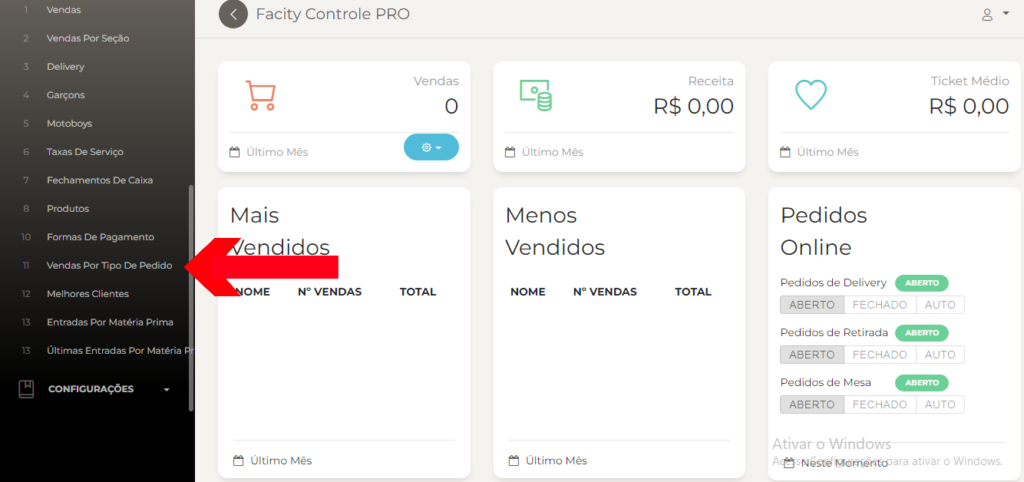 1 Vendas
2 Vendas Por Seção
3 Delivery
4 Garçons
5 Motoboys
6 Taxas De Serviço
7 Fechamentos De Caixa
8 Produtos
10 Formas De Pagamento
11 Vendas Por Tipo De Pedido
12 Melhores Clientes
13 Entradas Por Matéria Prima
13 Últimas Entradas Por Matéria Pr
CONFIGURAÇÕES
Facity Controle PRO
Vendas
0
Último Mês
Receita
R$ 0,00
Último Mês
Ticket Médio
R$ 0,00
Último Mês
Mais
Vendidos
NOME Nº VENDAS TOTAL
Último Mês
Menos
Vendidos
NOME Nº VENDAS TOTAL
Último Mês
Pedidos
Online
Pedidos de Delivery ABERTO
ABERTO FECHADO AUTO
Pedidos de Retirada ABERTO
ABERTO FECHADO AUTO
Pedidos de Mesa ABERTO
ABERTO FECHADO AUTO
Neste Momento
Ativar o Windows
Acesse Configurações para ativar o Windows.